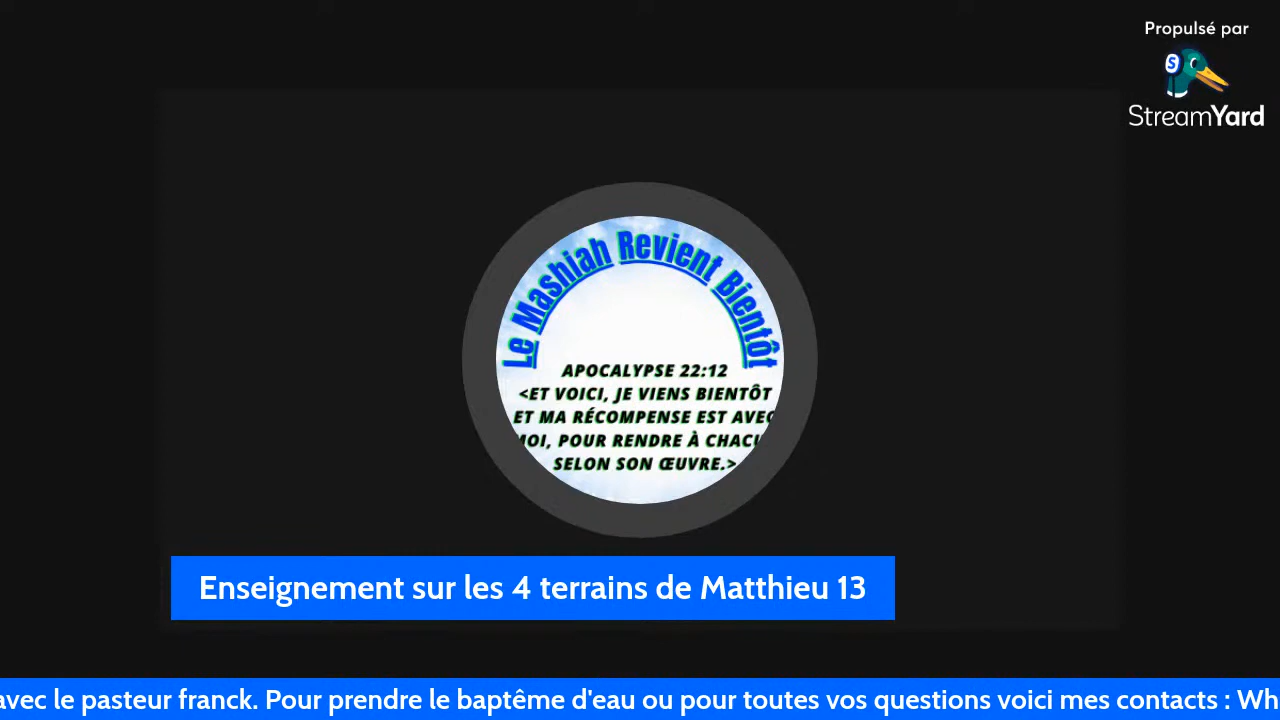 Propulsé par
StreamYard
Le Mashiah Revient Bientôt
APOCALYPSE 22:12
<ET VOICI, JE VIENS BIENTÔT
ET MA RÉCOMPENSE EST AVEC
MOI, POUR RENDRE À CHACU
SELON SON ŒUVRE.>
Enseignement sur les 4 terrains de Matthieu 13
avec le pasteur franck. Pour prendre le baptême d'eau ou pour toutes vos questions voici mes contacts : Wh